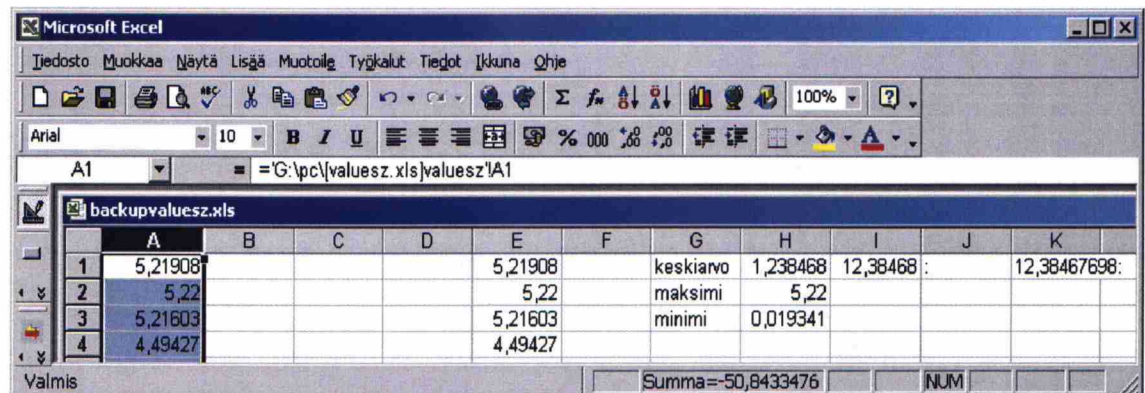 Microsoft Excel
Tiedosto Muokkaa Näytä Lisää Muotoile Työkalut Tiedot Ikkuna Ohje
ABC Σ fx 100%
Arial 10 B I U % 000 A
A1 = ='G:\pc\[valuesz.xls]valuesz'!A1
backupvaluesz.xls
A B C D E F G H I J K
1 5,21908 5,21908 keskiarvo 1,238468 12,38468 : 12,38467698:
2 5,22 5,22 maksimi 5,22
3 5,21603 5,21603 minimi 0,019341
4 4,49427 4,49427
Valmis Summa=-50,8433476 NUM